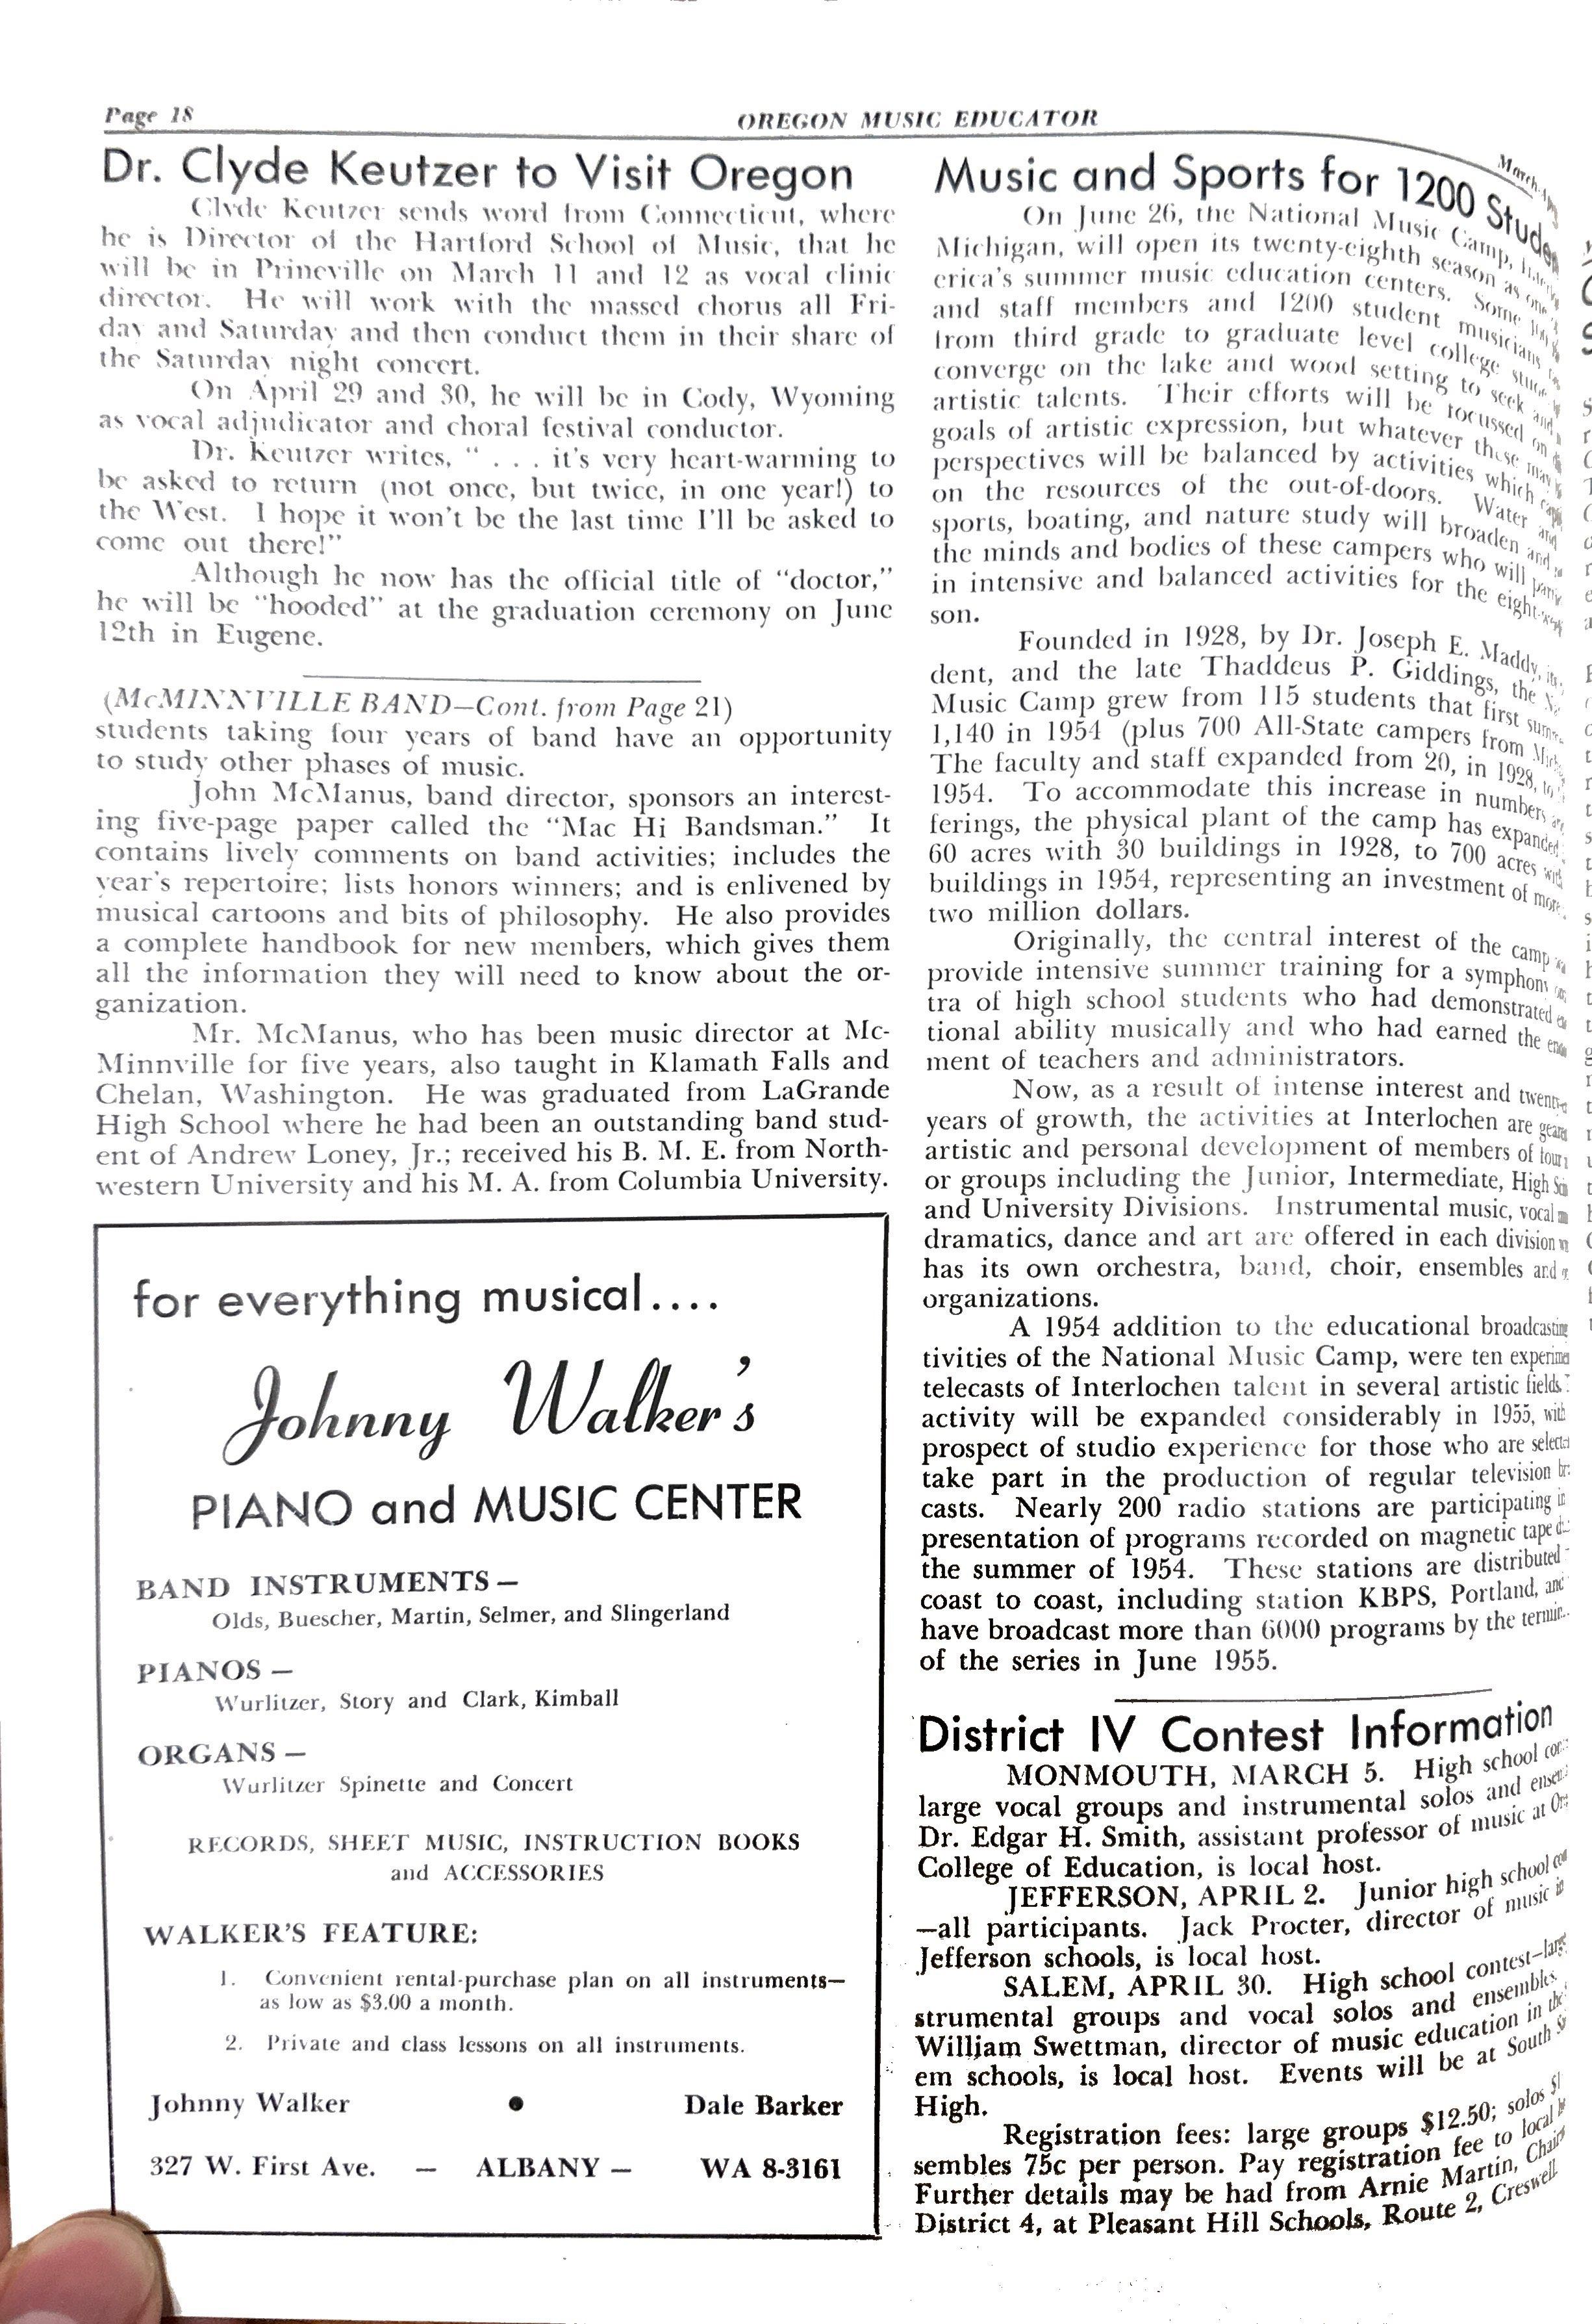 Page 18
OREGON MUSIC EDUCATOR
March
Dr. Clyde Keutzer to Visit Oregon
Clyde Keutzer sends word from Connecticut, where
he is Director of the Hartford School of Music, that he
will be in Prineville on March 11 and 12 as vocal clinic
director. He will work with the massed chorus all Fri-
day and Saturday and then conduct them in their share of
the Saturday night concert.
On April 29 and 30, he will be in Cody, Wyoming
as vocal adjudicator and choral festival conductor.
Dr. Keutzer writes, " . . . it's very heart-warming to
be asked to return (not once, but twice, in one year!) to
the West. I hope it won't be the last time I'll be asked to
come out there!"
Although he now has the official title of "doctor,"
he will be "hooded" at the graduation ceremony on June
12th in Eugene.
(McMINNVILLE BAND—Cont. from Page 21)
students taking four years of band have an opportunity
to study other phases of music.
John McManus, band director, sponsors an interest-
ing five-page paper called the "Mac Hi Bandsman." It
contains lively comments on band activities; includes the
year's repertoire; lists honors winners; and is enlivened by
musical cartoons and bits of philosophy. He also provides
a complete handbook for new members, which gives them
all the information they will need to know about the or-
ganization.
Mr. McManus, who has been music director at Mc-
Minnville for five years, also taught in Klamath Falls and
Chelan, Washington. He was graduated from LaGrande
High School where he had been an outstanding band stud-
ent of Andrew Loney, Jr.; received his B. M. E. from North-
western University and his M. A. from Columbia University.
for everything musical....
Johnny Walker's
PIANO and MUSIC CENTER
BAND INSTRUMENTS—
Olds, Buescher, Martin, Selmer, and Slingerland
PIANOS—
Wurlitzer, Story and Clark, Kimball
ORGANS—
Wurlitzer Spinette and Concert
RECORDS, SHEET MUSIC, INSTRUCTION BOOKS
and ACCESSORIES
WALKER'S FEATURE:
1. Convenient rental-purchase plan on all instruments—
as low as $3.00 a month.
2. Private and class lessons on all instruments.
Johnny Walker • Dale Barker
327 W. First Ave. — ALBANY — WA 8-3161
Music and Sports for 1200 Studen
On June 26, the National Music Camp,
Michigan, will open its twenty-eighth season as one
erica's summer music education centers. Some
and staff members and 1200 student musicians
from third grade to graduate level college
converge on the lake and wood setting to seek and
artistic talents. Their efforts will be focussed on
goals of artistic expression, but whatever these may
perspectives will be balanced by activities which
on the resources of the out-of-doors. Water and
sports, boating, and nature study will broaden and
the minds and bodies of these campers who will
in intensive and balanced activities for the
son.
Founded in 1928, by Dr. Joseph E. Maddy,
dent, and the late Thaddeus P. Giddings, the
Music Camp grew from 115 students that first
1,140 in 1954 (plus 700 All-State campers from
The faculty and staff expanded from 20, in 1928, to
1954. To accommodate this increase in numbers
ferings, the physical plant of the camp has expanded
60 acres with 30 buildings in 1928, to 700 acres with
buildings in 1954, representing an investment of more
two million dollars.
Originally, the central interest of the camp
provide intensive summer training for a symphony
tra of high school students who had demonstrated
tional ability musically and who had earned the
ment of teachers and administrators.
Now, as a result of intense interest and
years of growth, the activities at Interlochen are
artistic and personal development of members of four
or groups including the Junior, Intermediate, High
and University Divisions. Instrumental music, vocal
dramatics, dance and art are offered in each division
has its own orchestra, band, choir, ensembles and
organizations.
A 1954 addition to the educational broadcasting
tivities of the National Music Camp, were ten
telecasts of Interlochen talent in several artistic fields.
activity will be expanded considerably in 1955, with
prospect of studio experience for those who are
take part in the production of regular television
casts. Nearly 200 radio stations are participating in
presentation of programs recorded on magnetic tape
the summer of 1954. These stations are distributed
coast to coast, including station KBPS, Portland, and
have broadcast more than 6000 programs by the
of the series in June 1955.
District IV Contest Information
MONMOUTH, MARCH 5. High school
large vocal groups and instrumental solos and
Dr. Edgar H. Smith, assistant professor of music at
College of Education, is local host.
JEFFERSON, APRIL 2. Junior high school
—all participants. Jack Procter, director of music
Jefferson schools, is local host.
SALEM, APRIL 30. High school contest—
strumental groups and vocal solos and ensembles.
William Swettman, director of music education in the
em schools, is local host. Events will be at South
High.
Registration fees: large groups $12.50; solos
sembles 75c per person. Pay registration fee to local
Further details may be had from Arnie Martin,
District 4, at Pleasant Hill Schools, Route 2, Creswell